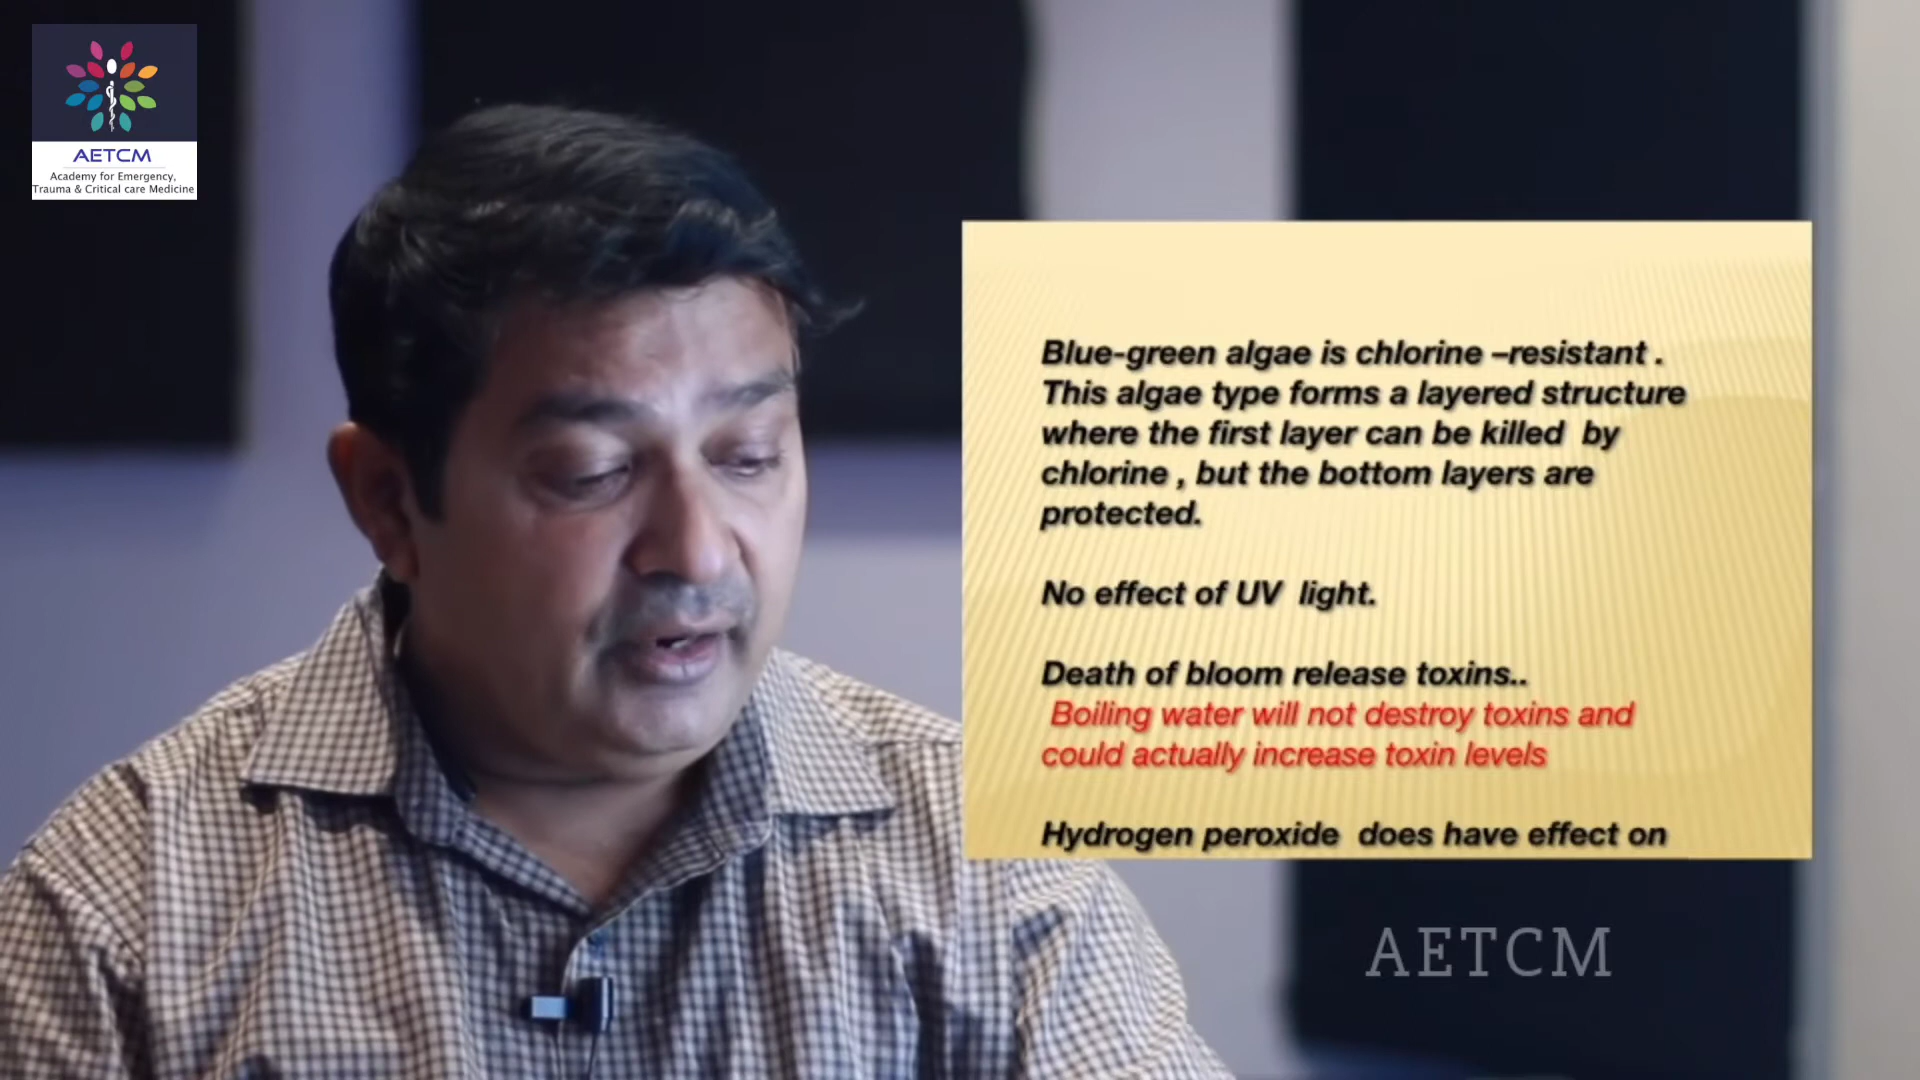 AETCM
Academy for Emergency,
Trauma & Critical care Medicine
Blue-green algae is chlorine –resistant .
This algae type forms a layered structure
where the first layer can be killed  by
chlorine , but the bottom layers are
protected.
No effect of UV  light.
Death of bloom release toxins..
Boiling water will not destroy toxins and
could actually increase toxin levels
Hydrogen peroxide  does have effect on
AETCM